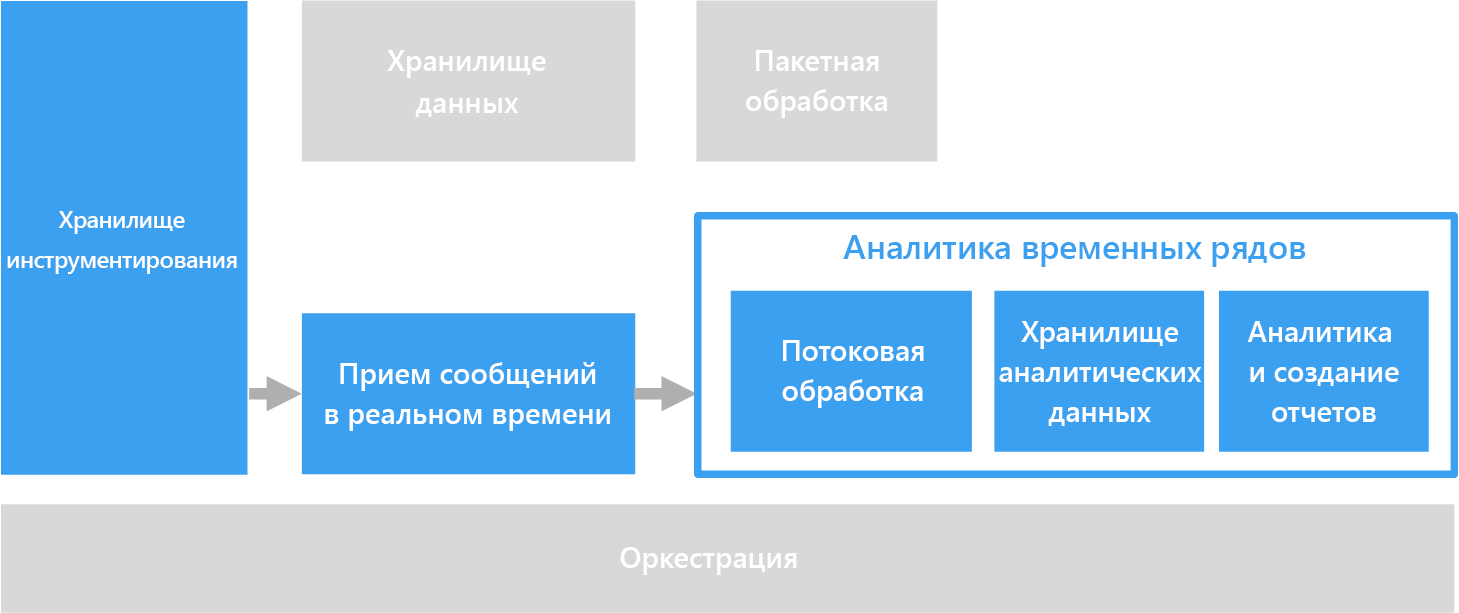 Хранилище
данных
Пакетная
обработка
Хранилище
инструментирования
Аналитика временных рядов
Прием сообщений
в реальном времени
Потоковая
обработка
Хранилище
аналитических
данных
Аналитика
и создание
отчетов
Оркестрация